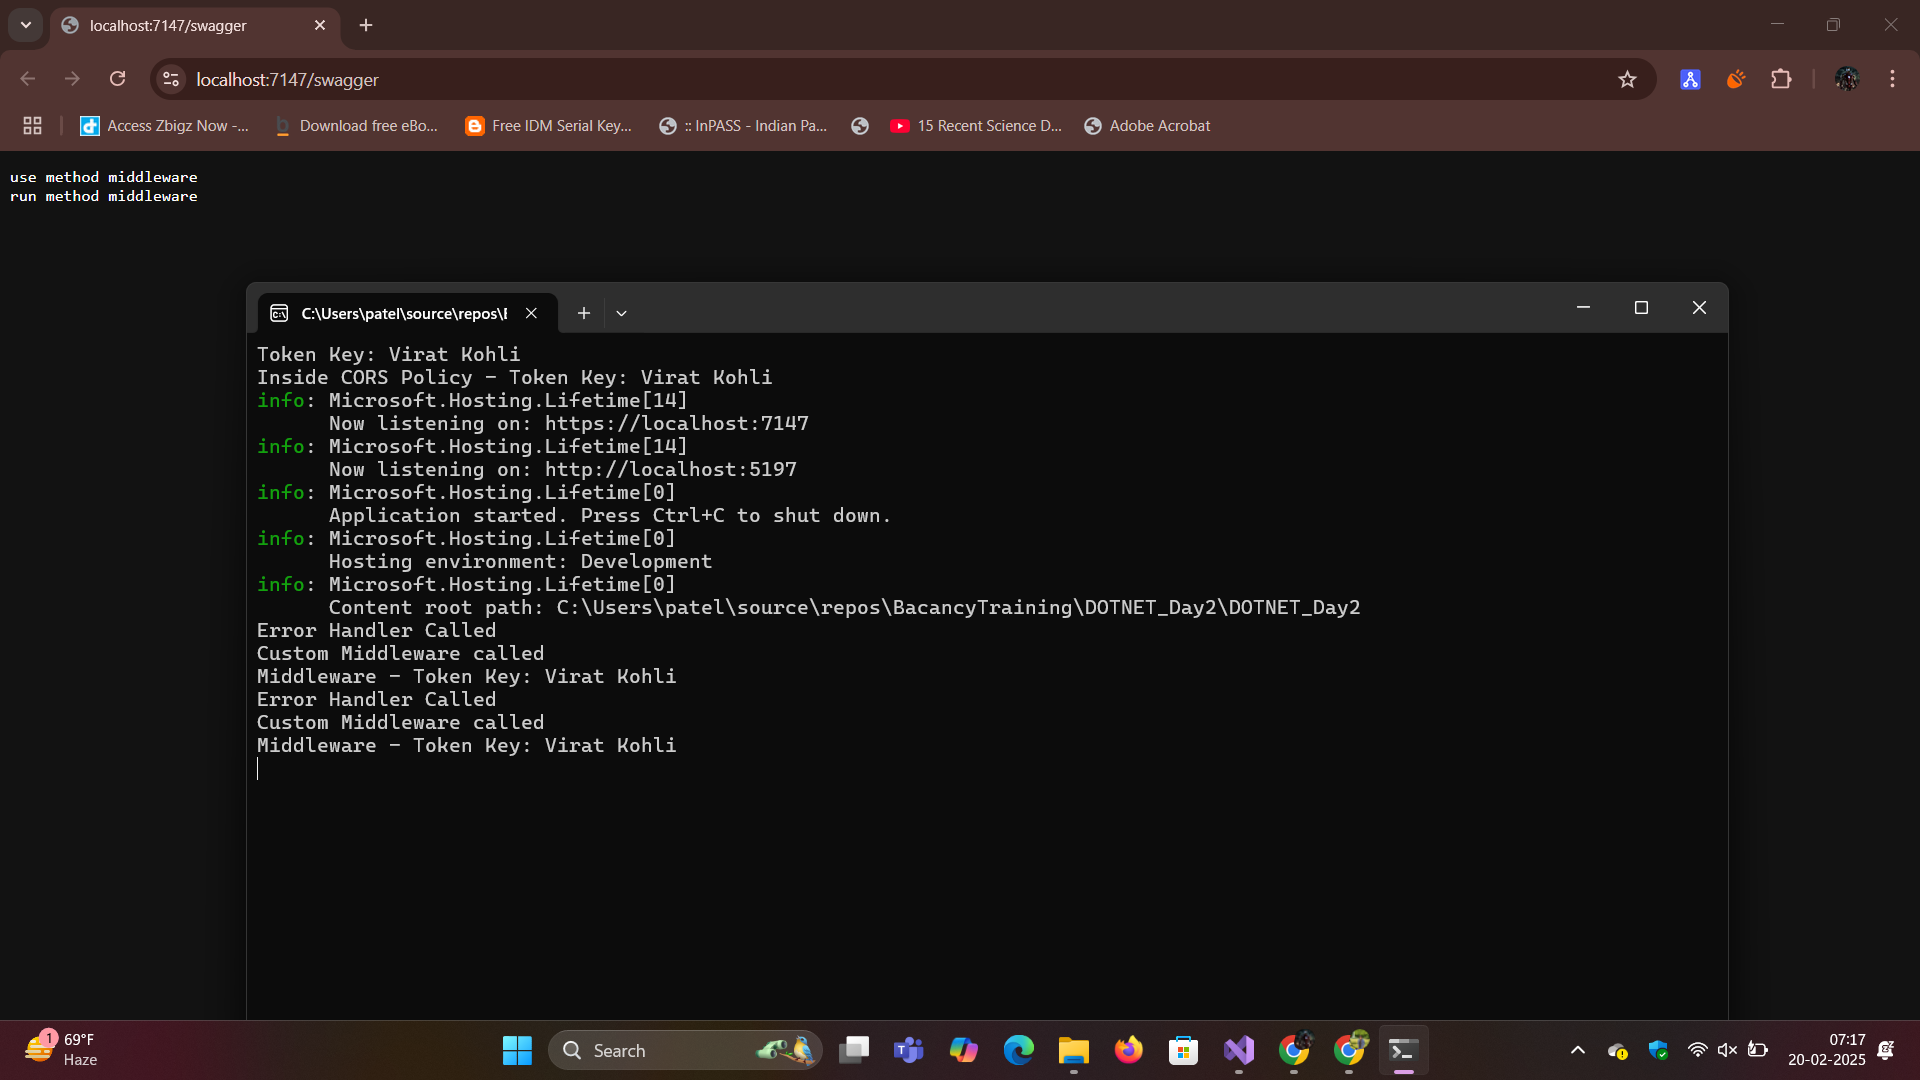 localhost:7147/swagger
localhost:7147/swagger
Access Zbigz Now -...
Download free eBo...
Free IDM Serial Key...
:: InPASS - Indian Pa...
15 Recent Science D...
Adobe Acrobat
use method middleware
run method middleware
C:\Users\patel\source\repos\E
Token Key: Virat Kohli
Inside CORS Policy - Token Key: Virat Kohli
info: Microsoft.Hosting.Lifetime[14]
Now listening on: https://localhost:7147
info: Microsoft.Hosting.Lifetime[14]
Now listening on: http://localhost:5197
info: Microsoft.Hosting.Lifetime[0]
Application started. Press Ctrl+C to shut down.
info: Microsoft.Hosting.Lifetime[0]
Hosting environment: Development
info: Microsoft.Hosting.Lifetime[0]
Content root path: C:\Users\patel\source\repos\BacancyTraining\DOTNET_Day2\DOTNET_Day2
Error Handler Called
Custom Middleware called
Middleware - Token Key: Virat Kohli
Error Handler Called
Custom Middleware called
Middleware - Token Key: Virat Kohli
1
69°F
Haze
Search
07:17
20-02-2025